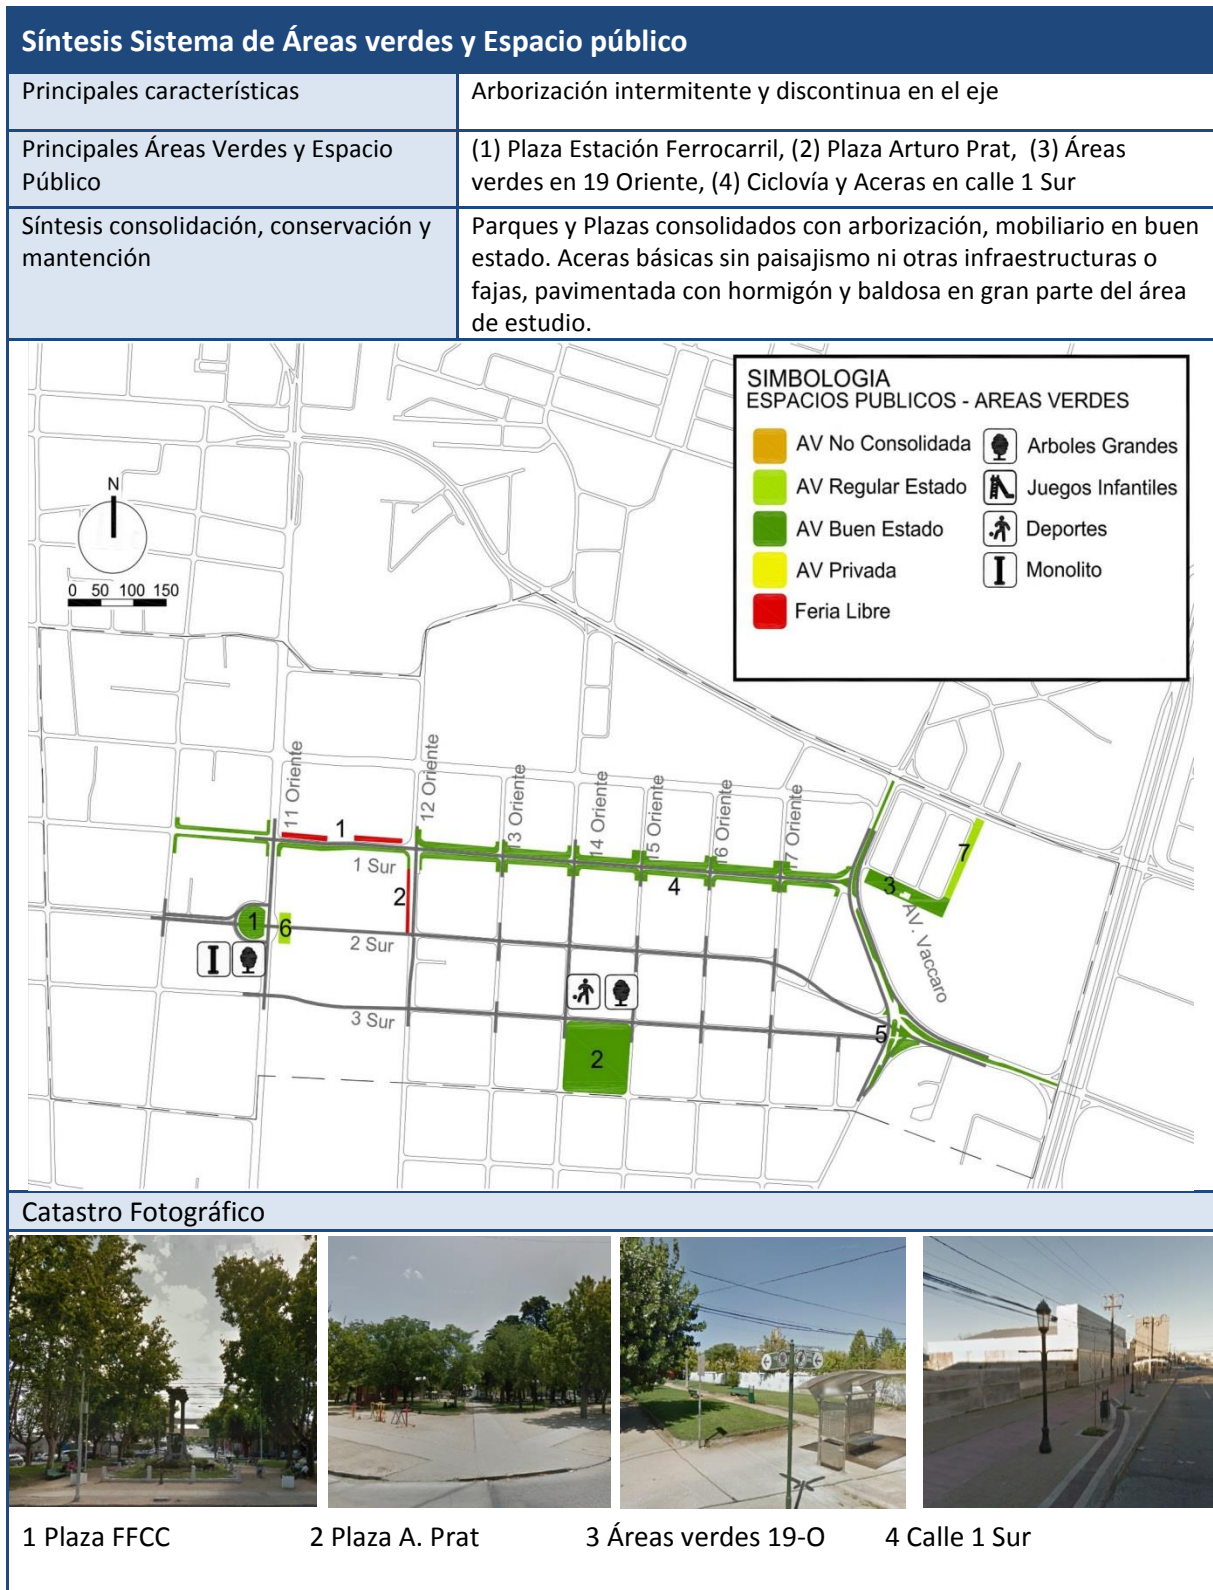 Síntesis Sistema de Áreas verdes y Espacio público
Principales características
Arborización intermitente y discontinua en el eje
Principales Áreas Verdes y Espacio
Público
(1) Plaza Estación Ferrocarril, (2) Plaza Arturo Prat, (3) Áreas
verdes en 19 Oriente, (4) Ciclovía y Aceras en calle 1 Sur
Síntesis consolidación, conservación y
mantención
Parques y Plazas consolidados con arborización, mobiliario en buen
estado. Aceras básicas sin paisajismo ni otras infraestructuras o
fajas, pavimentada con hormigón y baldosa en gran parte del área
de estudio.
SIMBOLOGIA
ESPACIOS PUBLICOS - AREAS VERDES
AV No Consolidada
AV Regular Estado
AV Buen Estado
AV Privada
Feria Libre
Arboles Grandes
Juegos Infantiles
Deportes
Monolito
N
0 50 100 150
11 Oriente
12 Oriente
13 Oriente
14 Oriente
15 Oriente
16 Oriente
17 Oriente
1
1 Sur
2
4
3
7
AV. Vaccaro
1
6
2 Sur
3 Sur
5
2
Catastro Fotográfico
1 Plaza FFCC
2 Plaza A. Prat
3 Áreas verdes 19-O
4 Calle 1 Sur